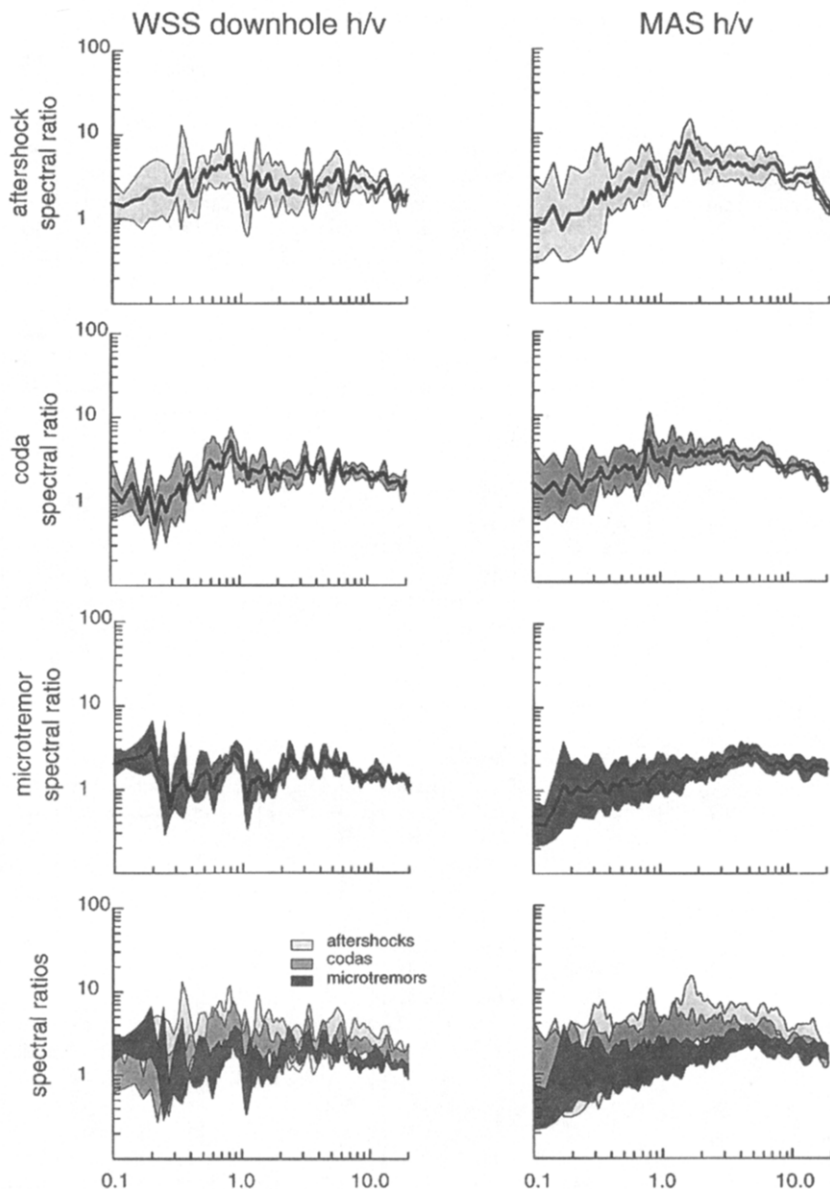 WSS downhole h/v
MAS h/v
aftershock
spectral ratio
100
10
1
coda
spectral ratio
100
10
1
microtremor
spectral ratio
100
10
1
spectral ratios
100
10
1
aftershocks
codas
microtremors
0.1 1.0 10.0
0.1 1.0 10.0